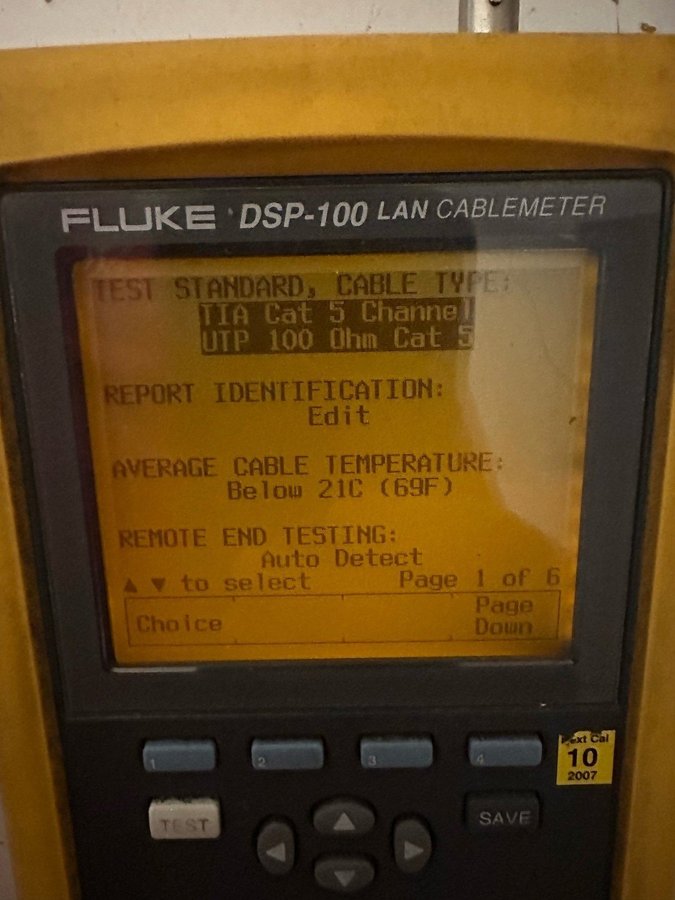 FLUKE DSP-100 LAN CABLEMETER
TEST STANDARD, CABLE TYPE:
TIA Cat 5 Channel
UTP 100 Ohm Cat 5
REPORT IDENTIFICATION:
Edit
AVERAGE CABLE TEMPERATURE:
Below 21C (69F)
REMOTE END TESTING:
Auto Detect
▲ ▼ to select Page 1 of 6
Choice Page
Down
1 2 3 4
Next Cal
10
2007
TEST SAVE